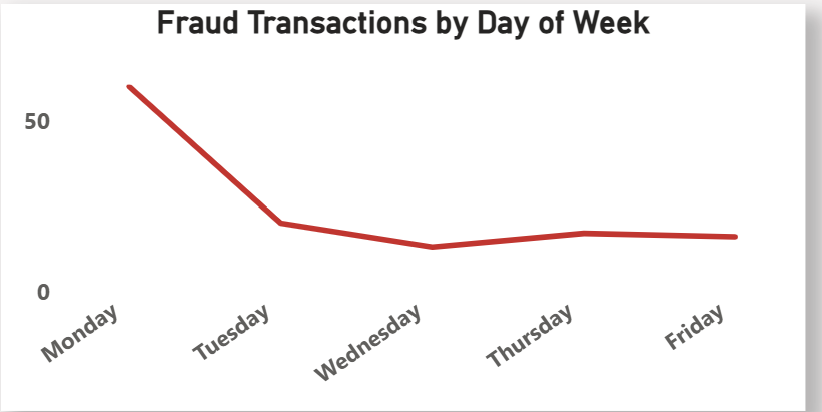 Fraud Transactions by Day of Week
50
0
Monday
Tuesday
Wednesday
Thursday
Friday